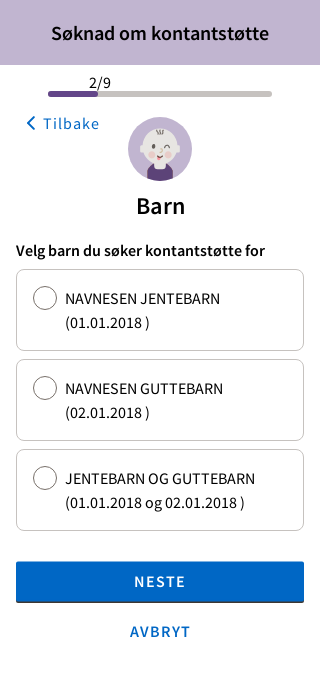 Søknad om kontantstøtte
2/9
Tilbake
Barn
Velg barn du søker kontantstøtte for
NAVNESEN JENTEBARN
(01.01.2018 )
NAVNESEN GUTTEBARN
(02.01.2018 )
JENTEBARN OG GUTTEBARN
(01.01.2018 og 02.01.2018 )
NESTE
AVBRYT